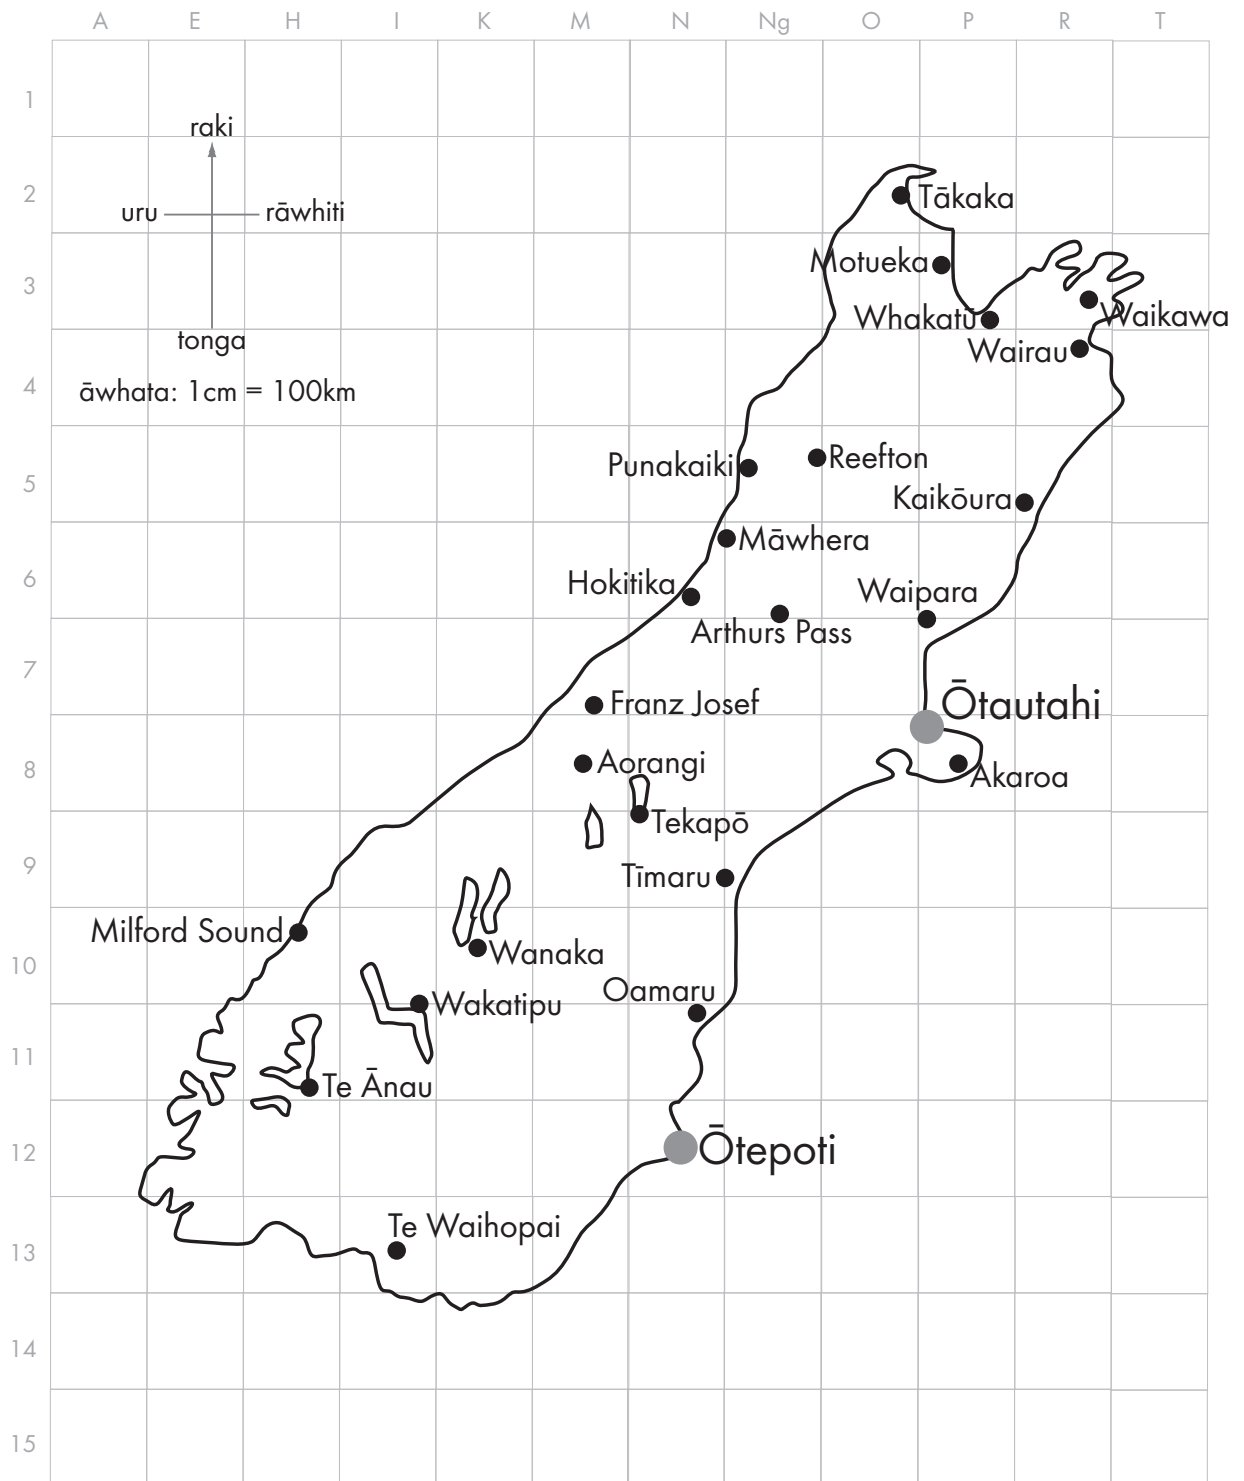 A E H I K M N Ng O P R T
1
raki
2
Tākaka
uru rāwhiti
Motueka
3
Waikawa
Whakatū
tonga
Wairau
4
āwhata: 1cm = 100km
Reefton
Punakaiki
5
Kaikōura
Māwhera
6
Hokitika
Waipara
Arthurs Pass
7
Ōtautahi
Franz Josef
Aorangi
8
Akaroa
Tekapō
9
Tīmaru
Milford Sound
Wanaka
10
Oamaru
Wakatipu
11
Te Ānau
12
Ōtepoti
Te Waihopai
13
14
15